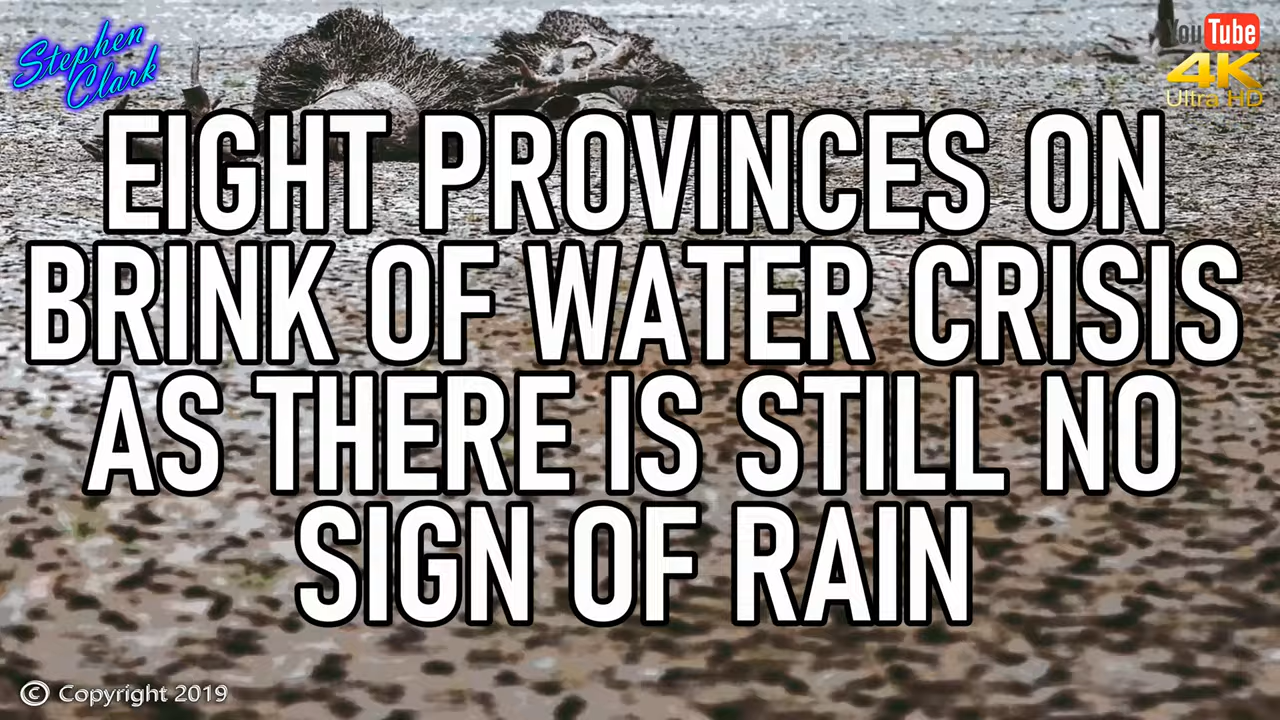 Stephen
Clark
YouTube
4K
Ultra HD
EIGHT PROVINCES ON
BRINK OF WATER CRISIS
AS THERE IS STILL NO
SIGN OF RAIN
© Copyright 2019